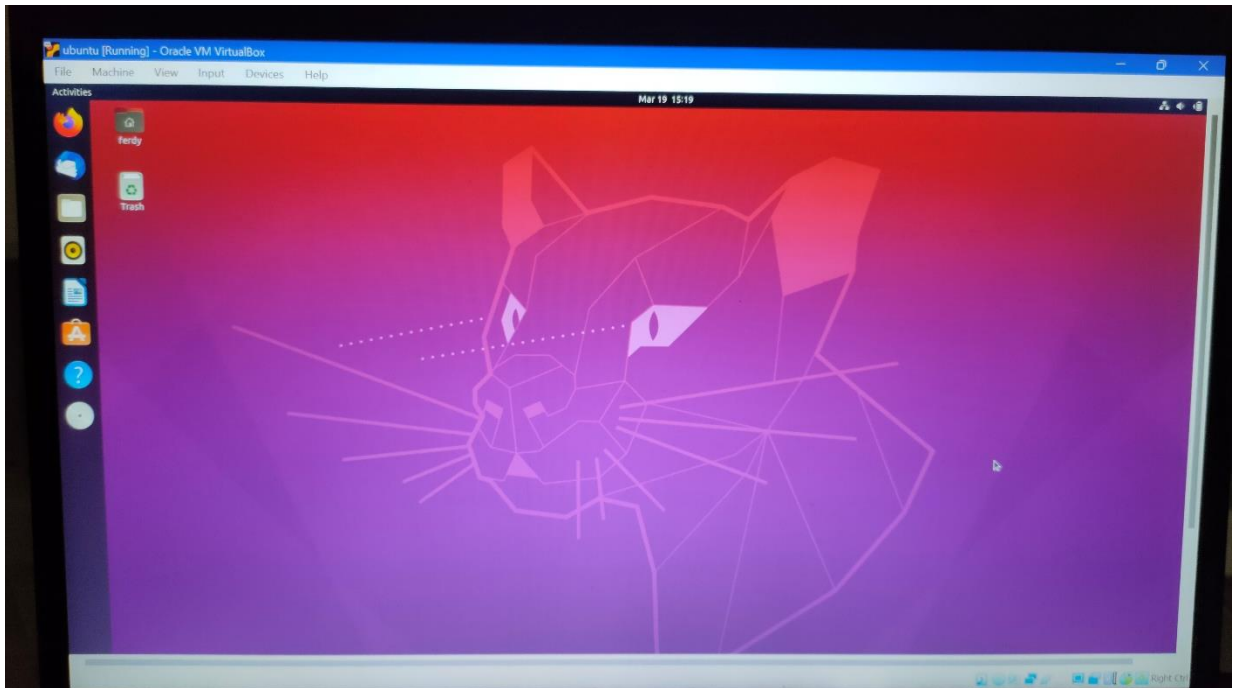 ubuntu [Running] - Oracle VM VirtualBox
File Machine View Input Devices Help
Activities
Mar 19 15:19
ferdy
Trash
Right Ctrl